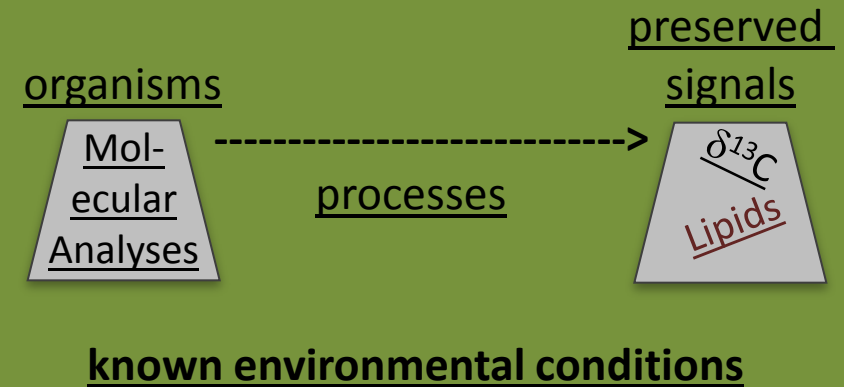 preserved
organisms
signals
Mol-
ecular
Analyses
---------------------------->
processes
δ¹³C
Lipids
known environmental conditions